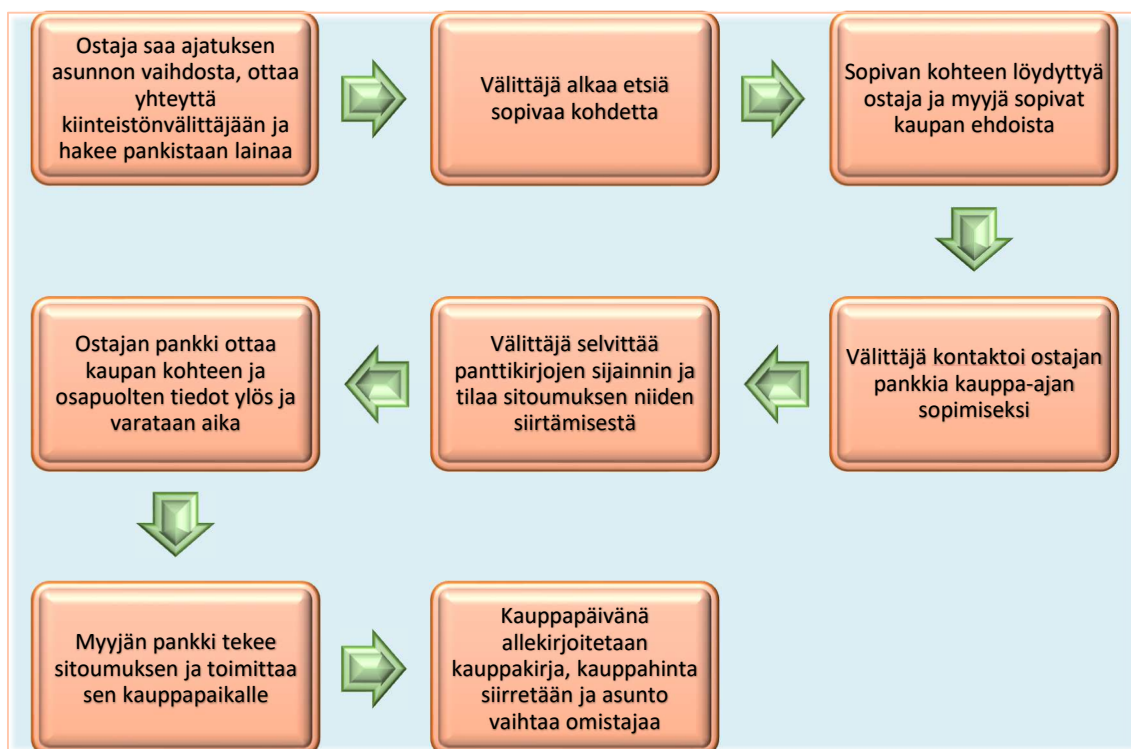 Ostaja saa ajatuksen
asunnon vaihdosta, ottaa
yhteyttä
kiinteistönvälittäjään ja
hakee pankistaan lainaa
Välittäjä alkaa etsiä
sopivaa kohdetta
Sopivan kohteen löydyttyä
ostaja ja myyjä sopivat
kaupan ehdoista
Välittäjä kontaktoi ostajan
pankkia kauppa-ajan
sopimiseksi
Välittäjä selvittää
panttikirjojen sijainnin ja
tilaa sitoumuksen niiden
siirtämisestä
Ostajan pankki ottaa
kaupan kohteen ja
osapuolten tiedot ylös ja
varataan aika
Myyjän pankki tekee
sitoumuksen ja toimittaa
sen kauppapaikalle
Kauppapäivänä
allekirjoitetaan
kauppakirja, kauppahinta
siirretään ja asunto
vaihtaa omistajaa